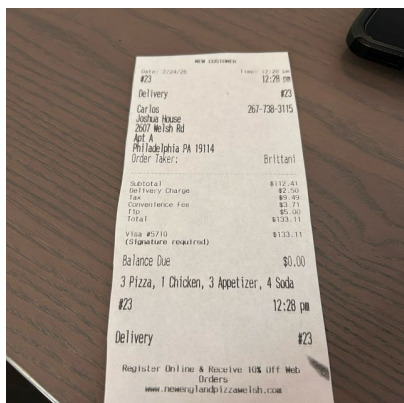 NEW CUSTOMER
Date: 2/24/25 Time: 12:28 pm
#23 12:28 pm
Delivery #23
Carlos 267-738-3115
Joshua House
2607 Welsh Rd
Apt A
Philadelphia PA 19114
Order Taker: Brittani
Subtotal $112.41
Delivery Charge $2.50
Tax $9.49
Convenience Fee $3.71
Tip $5.00
Total $133.11
Visa #5710 $133.11
(Signature required)
Balance Due $0.00
3 Pizza, 1 Chicken, 3 Appetizer, 4 Soda
#23 12:28 pm
Delivery #23
Register Online & Receive 10% Off Web
Orders
www.newenglandpizzawelsh.com